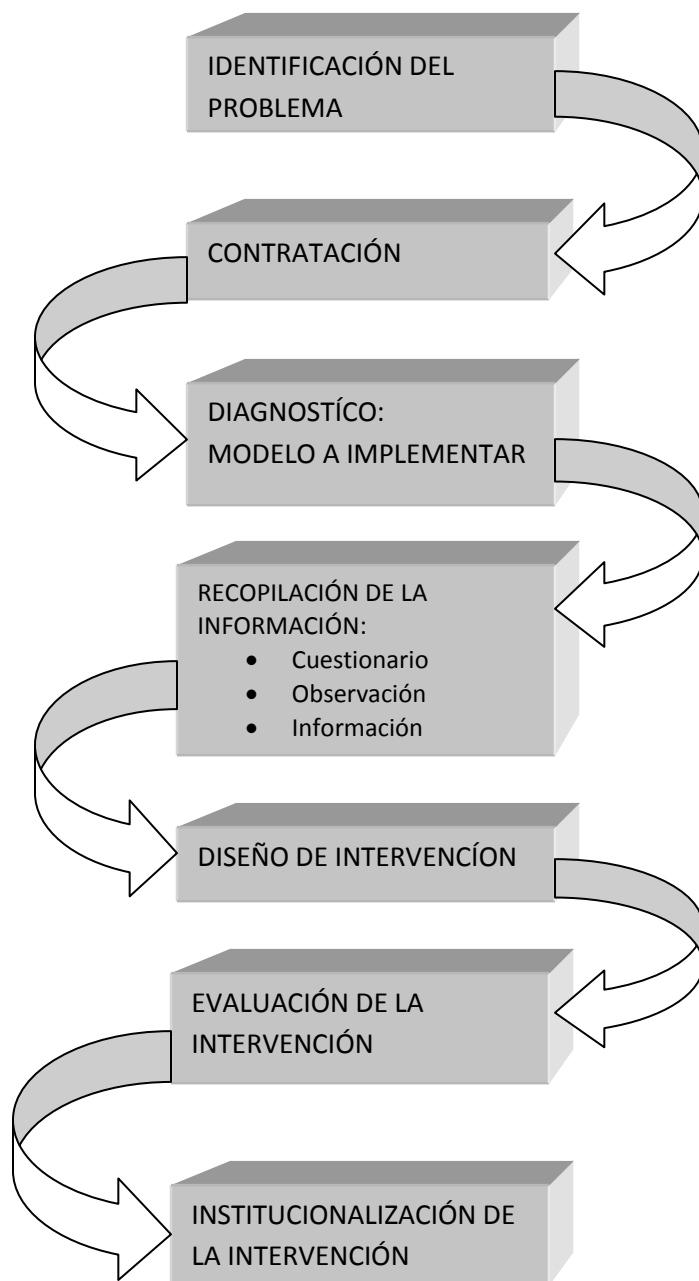 IDENTIFICACIÓN DEL
PROBLEMA
CONTRATACIÓN
DIAGNOSTÍCO:
MODELO A IMPLEMENTAR
RECOPILACIÓN DE LA
INFORMACIÓN:
• Cuestionario
• Observación
• Información
DISEÑO DE INTERVENCÍON
EVALUACIÓN DE LA
INTERVENCIÓN
INSTITUCIONALIZACIÓN DE
LA INTERVENCIÓN